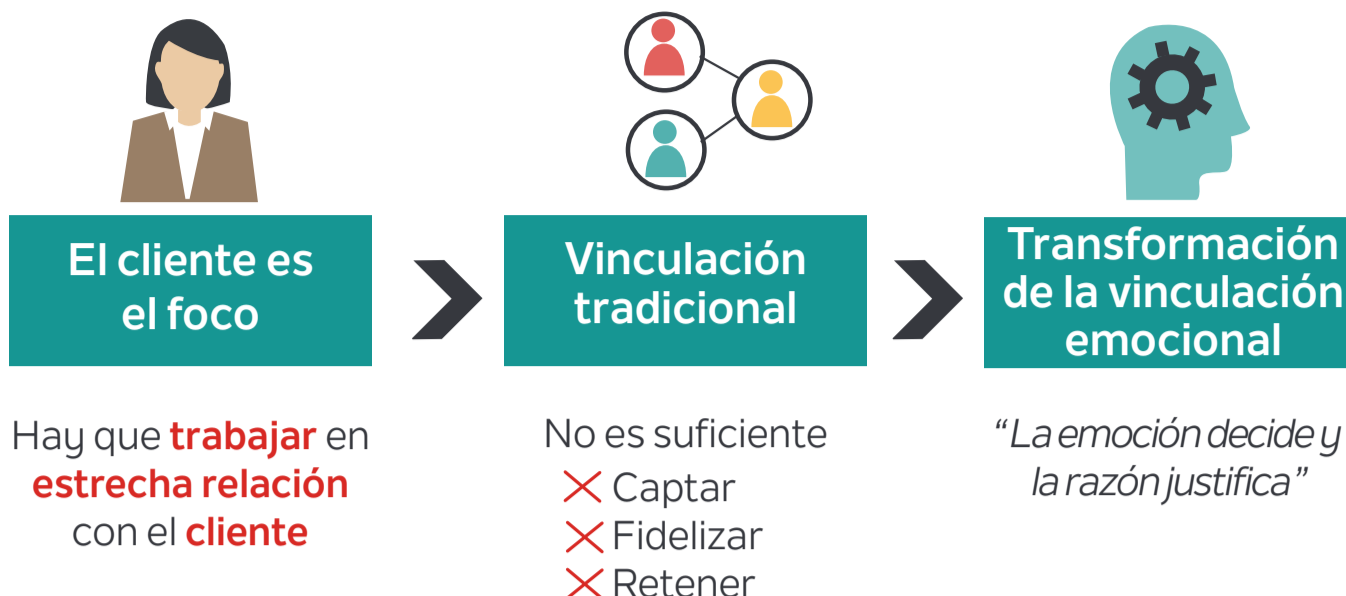 El cliente es
el foco
Hay que trabajar en
estrecha relación
con el cliente
Vinculación
tradicional
No es suficiente
Captar
Fidelizar
Retener
Transformación
de la vinculación
emocional
“La emoción decide y
la razón justifica”